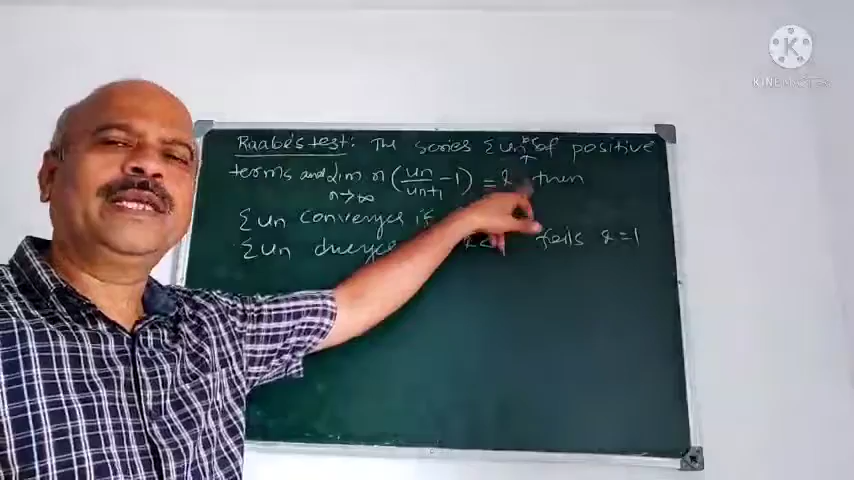 K
KINEMASTER
Raabe's test: The series Σun of positive
terms and Lim n→∞ n(un/un+1 - 1) = l then
Σun converges if
Σun diverges l<1 fails l=1